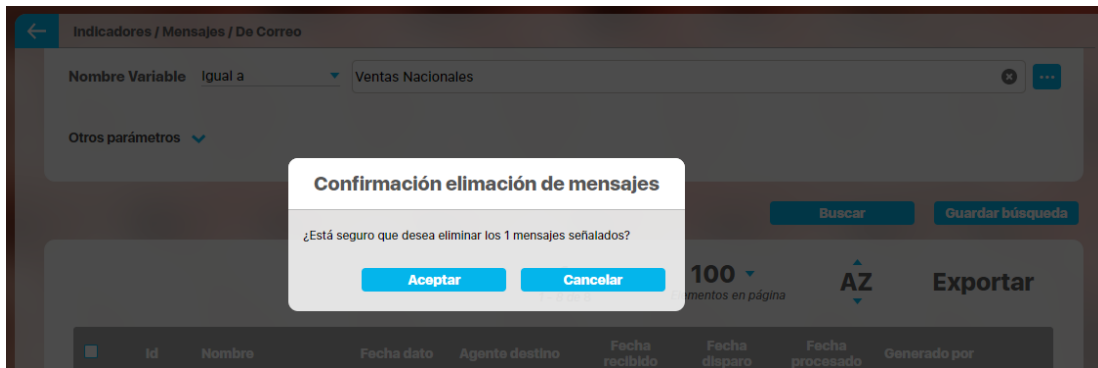 Indicadores / Mensajes / De Correo
Nombre Variable Igual a Ventas Nacionales
Otros parámetros
Confirmación elimación de mensajes
¿Está seguro que desea eliminar los 1 mensajes señalados?
Aceptar Cancelar
Buscar Guardar búsqueda
100 AZ Exportar
Elementos en página
Id Nombre Fecha dato Agente destino Fecha recibido Fecha disparo Fecha procesado Generado por